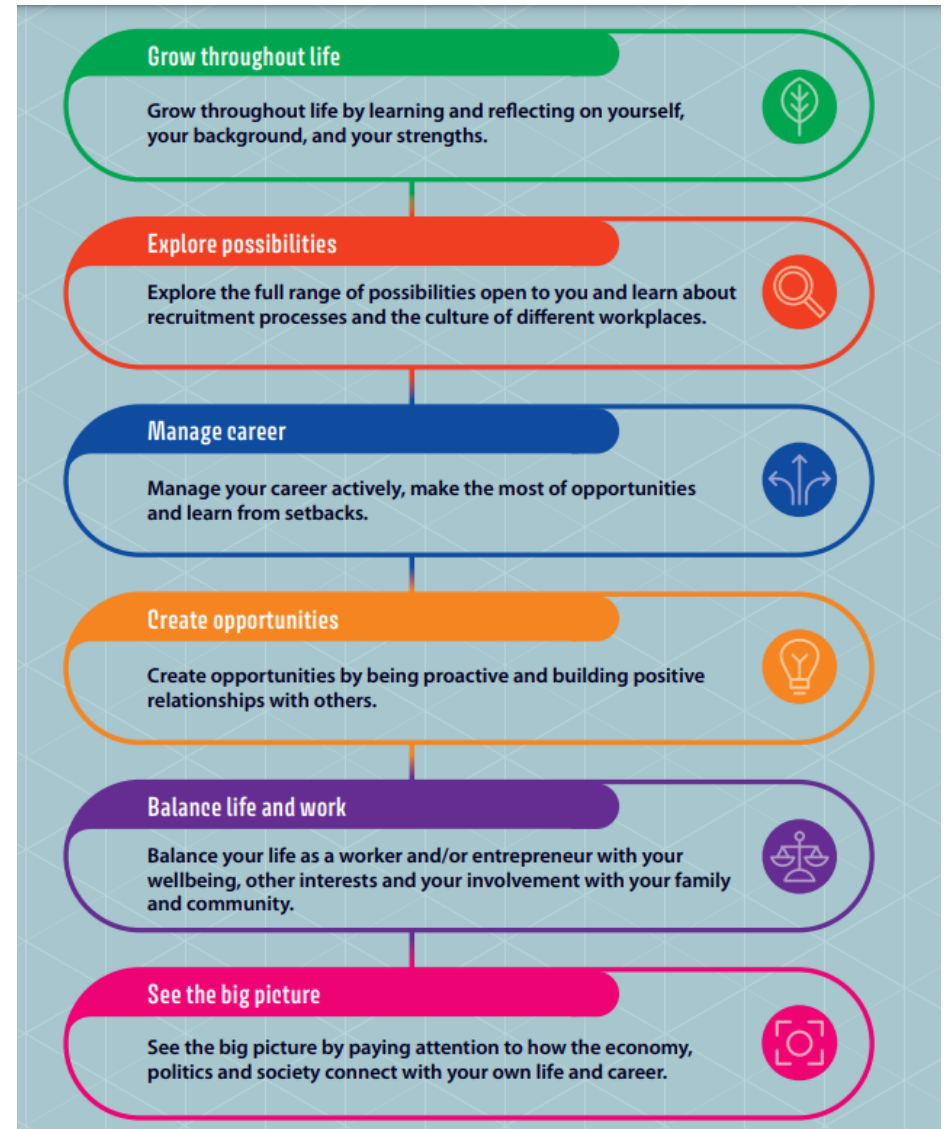 Grow throughout life
Grow throughout life by learning and reflecting on yourself,
your background, and your strengths.
Explore possibilities
Explore the full range of possibilities open to you and learn about
recruitment processes and the culture of different workplaces.
Manage career
Manage your career actively, make the most of opportunities
and learn from setbacks.
Create opportunities
Create opportunities by being proactive and building positive
relationships with others.
Balance life and work
Balance your life as a worker and/or entrepreneur with your
wellbeing, other interests and your involvement with your family
and community.
See the big picture
See the big picture by paying attention to how the economy,
politics and society connect with your own life and career.